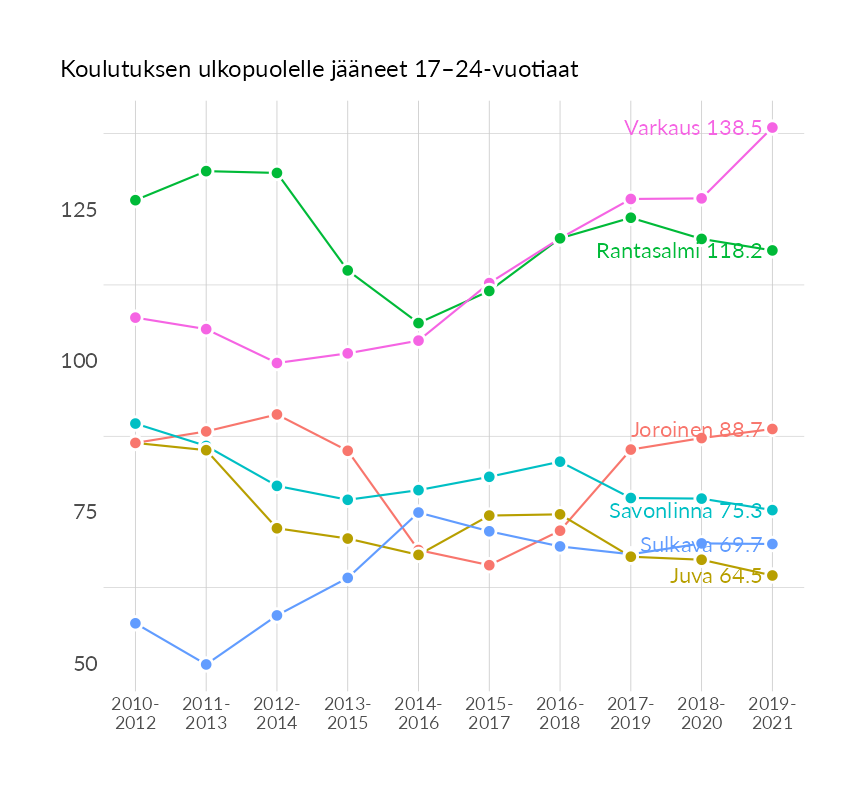 Koulutuksen ulkopuolelle jääneet 17–24-vuotiaat
Varkaus 138.5
125
Rantasalmi 118.2
100
Joroinen 88.7
75
Savonlinna 75.3
Sulkava 69.7
Juva 64.5
50
2010- 2011- 2012- 2013- 2014- 2015- 2016- 2017- 2018- 2019-
2012 2013 2014 2015 2016 2017 2018 2019 2020 2021